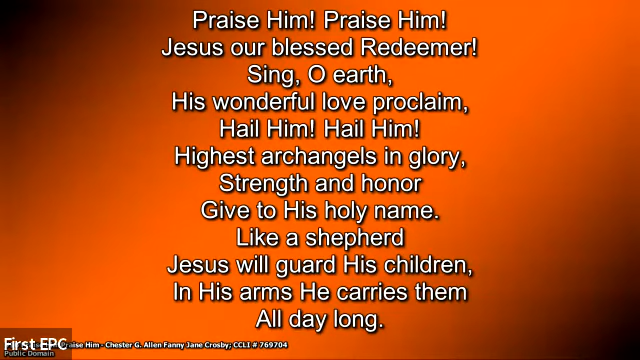 Praise Him! Praise Him!
Jesus our blessed Redeemer!
Sing, O earth,
His wonderful love proclaim,
Hail Him! Hail Him!
Highest archangels in glory,
Strength and honor
Give to His holy name.
Like a shepherd
Jesus will guard His children,
In His arms He carries them
All day long.
First EPC
Praise Him - Chester G. Allen Fanny Jane Crosby; CCLI # 769704
Public Domain